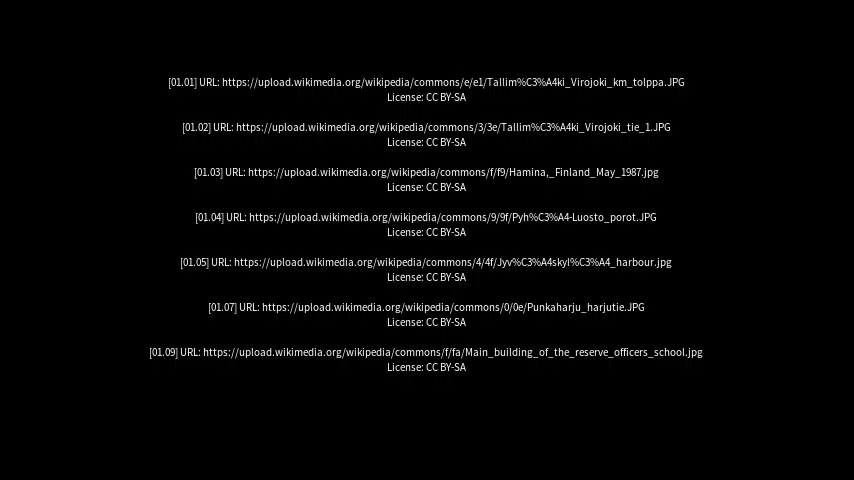 [01.01] URL: https://upload.wikimedia.org/wikipedia/commons/e/e1/Tallim%C3%A4ki_Virojoki_km_tolppa.JPG
License: CC BY-SA
[01.02] URL: https://upload.wikimedia.org/wikipedia/commons/3/3e/Tallim%C3%A4ki_Virojoki_tie_1.JPG
License: CC BY-SA
[01.03] URL: https://upload.wikimedia.org/wikipedia/commons/f/f9/Hamina,_Finland_May_1987.jpg
License: CC BY-SA
[01.04] URL: https://upload.wikimedia.org/wikipedia/commons/9/9f/Pyh%C3%A4-Luosto_porot.JPG
License: CC BY-SA
[01.05] URL: https://upload.wikimedia.org/wikipedia/commons/4/4f/Jyv%C3%A4skyl%C3%A4_harbour.jpg
License: CC BY-SA
[01.07] URL: https://upload.wikimedia.org/wikipedia/commons/0/0e/Punkaharju_harjutie.JPG
License: CC BY-SA
[01.09] URL: https://upload.wikimedia.org/wikipedia/commons/f/fa/Main_building_of_the_reserve_officers_school.jpg
License: CC BY-SA